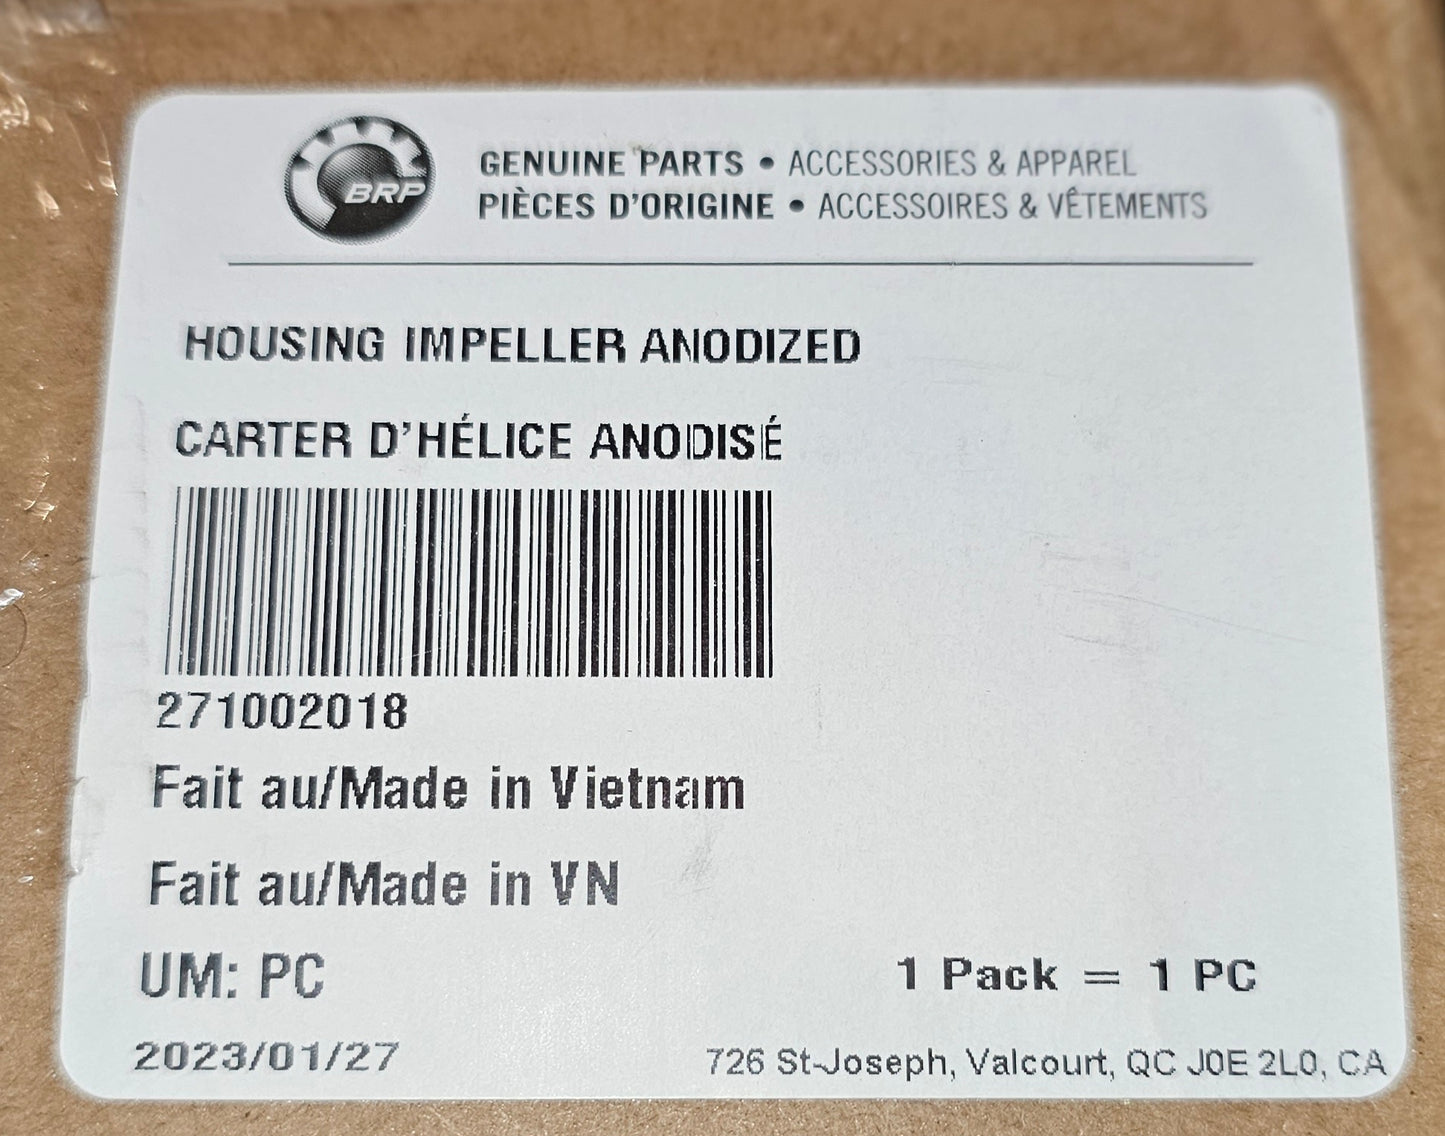 BRP
GENUINE PARTS • ACCESSORIES & APPAREL
PIÈCES D'ORIGINE • ACCESSOIRES & VÊTEMENTS
HOUSING IMPELLER ANODIZED
CARTER D'HÉLICE ANODISÉ
271002018
Fait au/Made in Vietnam
Fait au/Made in VN
UM: PC
1 Pack = 1 PC
2023/01/27
726 St-Joseph, Valcourt, QC J0E 2L0, CA